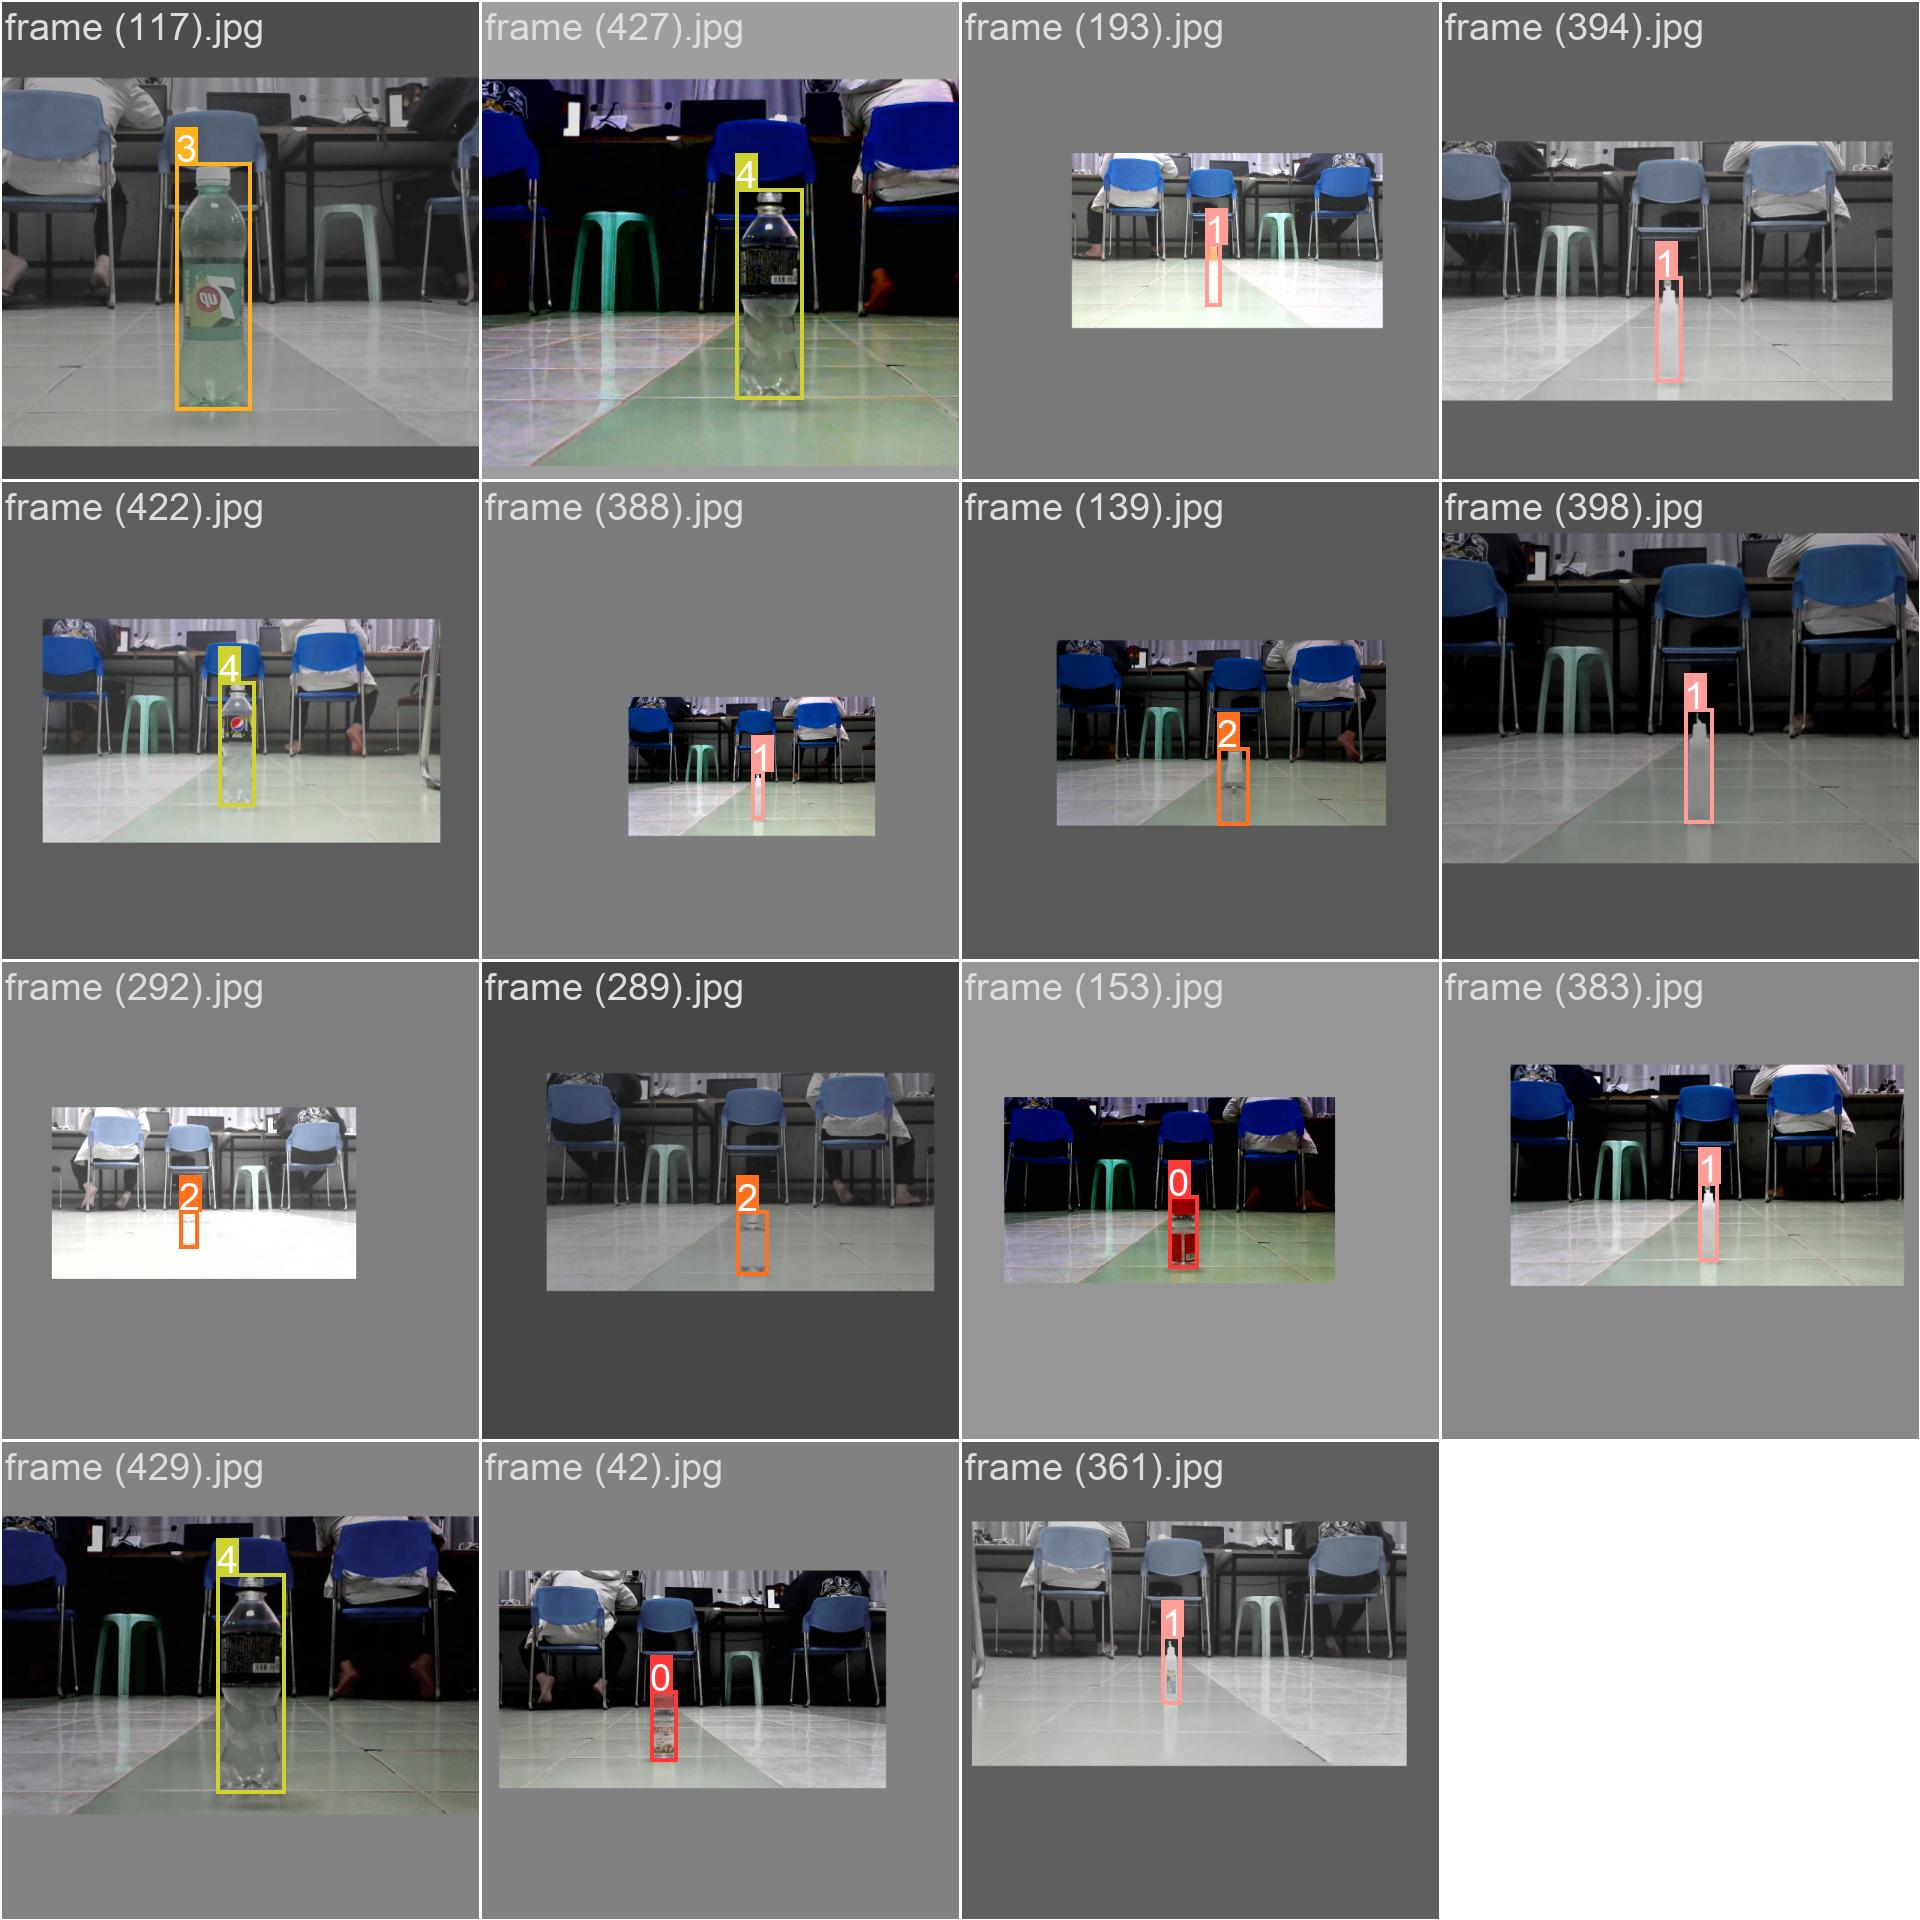 frame (117).jpg
frame (427).jpg
frame (193).jpg
frame (394).jpg
3
4
1
1
up
frame (422).jpg
frame (388).jpg
frame (139).jpg
frame (398).jpg
4
1
2
1
frame (292).jpg
frame (289).jpg
frame (153).jpg
frame (383).jpg
2
2
0
1
frame (429).jpg
frame (42).jpg
frame (361).jpg
4
0
1